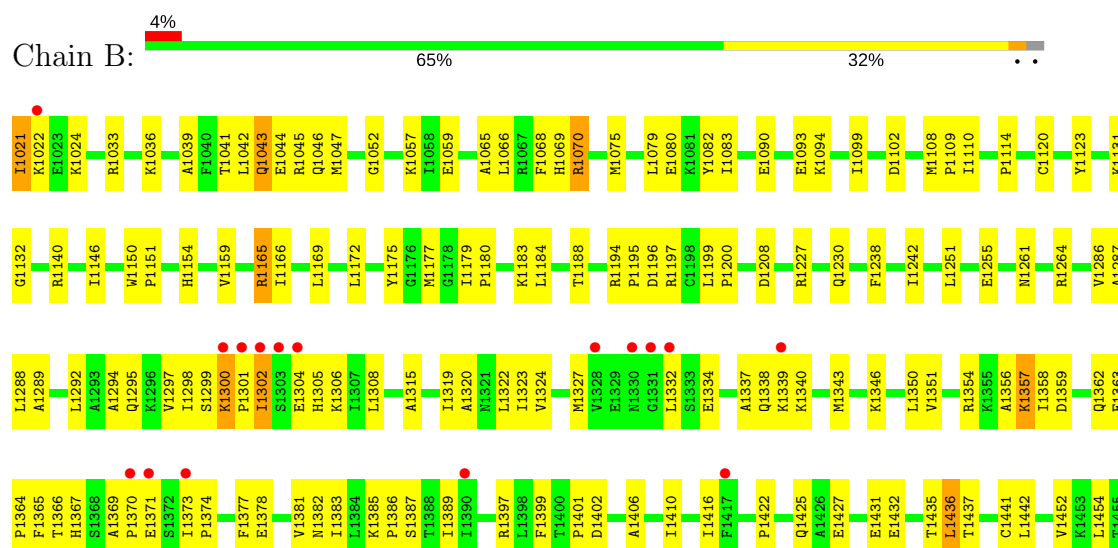 4%
Chain B:
65% 32% • •
I1021 K1022 E1023 K1024 R1033 K1036 A1039 F1040 T1041 L1042 Q1043 E1044 R1045 Q1046 M1047 G1052 K1057 I1058 E1059 A1065 L1066 R1067 F1068 H1069 R1070 M1075 L1079 E1080 K1081 Y1082 I1083 E1090 E1093 K1094 I1099 D1102 M1108 P1109 I1110 P1114 C1120 Y1123 K1131
G1132 R1140 I1146 W1150 P1151 H1154 V1159 R1165 I1166 L1169 L1172 Y1175 G1176 M1177 G1178 I1179 P1180 K1183 L1184 T1188 R1194 P1195 D1196 R1197 C1198 L1199 P1200 D1208 R1227 Q1230 F1238 I1242 L1251 E1255 N1261 R1264 V1286 A1287
L1288 A1289 L1292 A1293 A1294 Q1295 K1296 V1297 I1298 S1299 K1300 P1301 I1302 S1303 E1304 H1305 K1306 I1307 L1308 A1315 I1319 A1320 N1321 L1322 P1323 V1324 M1327 V1328 E1329 N1330 G1331 L1332 S1333 E1334 A1337 Q1338 K1339 K1340 M1343 K1346 L1350 V1351 R1354 K1355 A1356 K1357 I1358 D1359 Q1362
P1364 F1365 T1366 H1367 S1368 A1369 P1370 E1371 S1372 I1373 P1374 F1377 E1378 V1381 N1382 I1383 L1384 K1385 P1386 S1387 T1388 I1389 I1390 R1397 L1398 F1399 T1400 P1401 D1402 A1406 I1410 I1416 F1417 P1422 Q1425 A1426 E1427 E1431 E1432 T1435 L1436 T1437 C1441 L1442 V1452 K1453 L1454